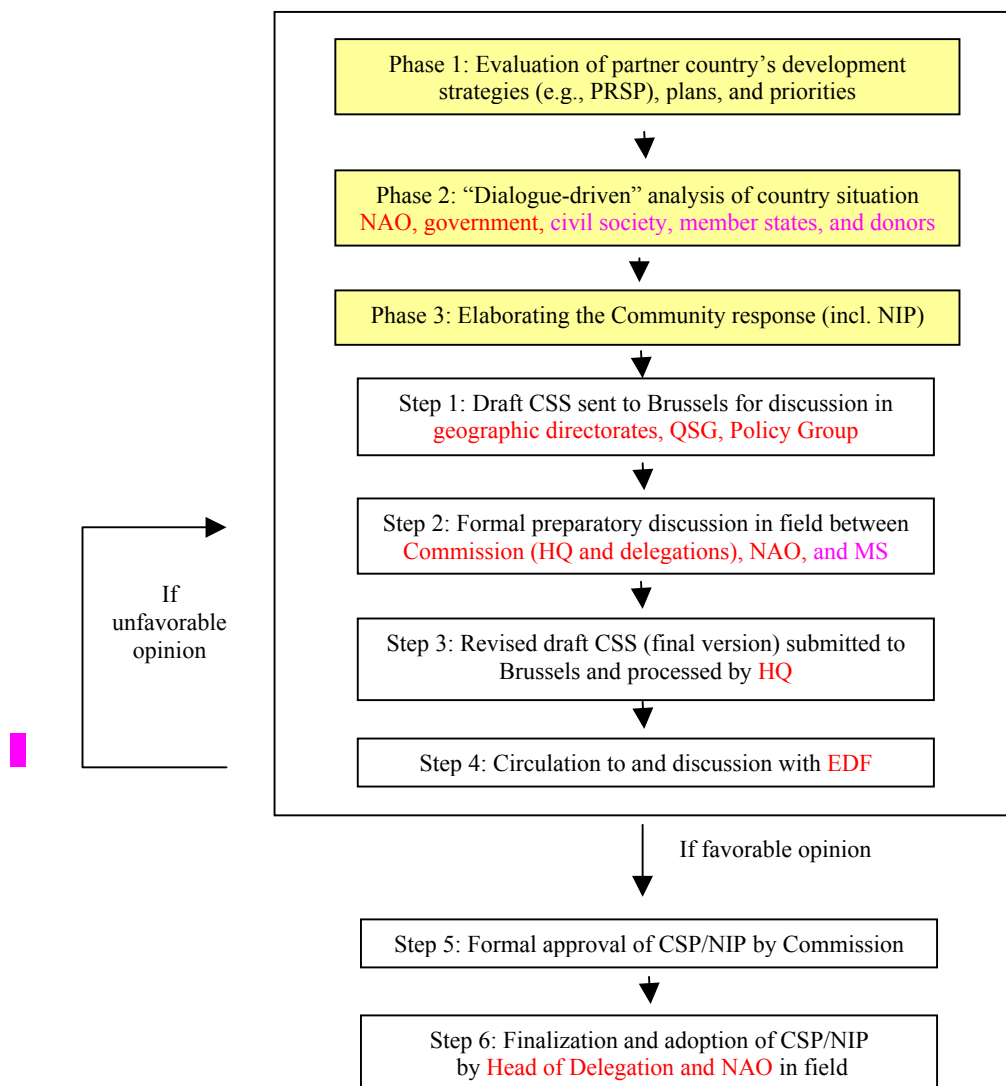 Phase 1: Evaluation of partner country’s development
strategies (e.g., PRSP), plans, and priorities
Phase 2: “Dialogue-driven” analysis of country situation
NAO, government, civil society, member states, and donors
Phase 3: Elaborating the Community response (incl. NIP)
Step 1: Draft CSS sent to Brussels for discussion in
geographic directorates, QSG, Policy Group
Step 2: Formal preparatory discussion in field between
Commission (HQ and delegations), NAO, and MS
If
unfavorable
opinion
Step 3: Revised draft CSS (final version) submitted to
Brussels and processed by HQ
Step 4: Circulation to and discussion with EDF
If favorable opinion
Step 5: Formal approval of CSP/NIP by Commission
Step 6: Finalization and adoption of CSP/NIP
by Head of Delegation and NAO in field